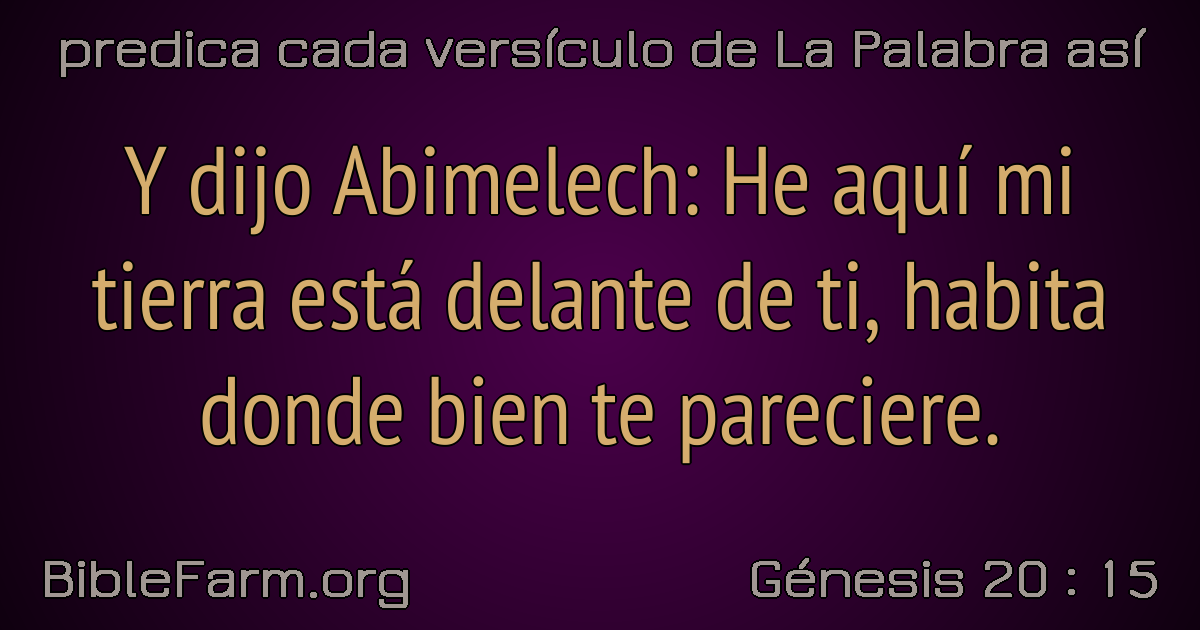 predica cada versículo de La Palabra así
Y dijo Abimelech: He aquí mi
tierra está delante de ti, habita
donde bien te pareciere.
BibleFarm.org
Génesis 20 : 15